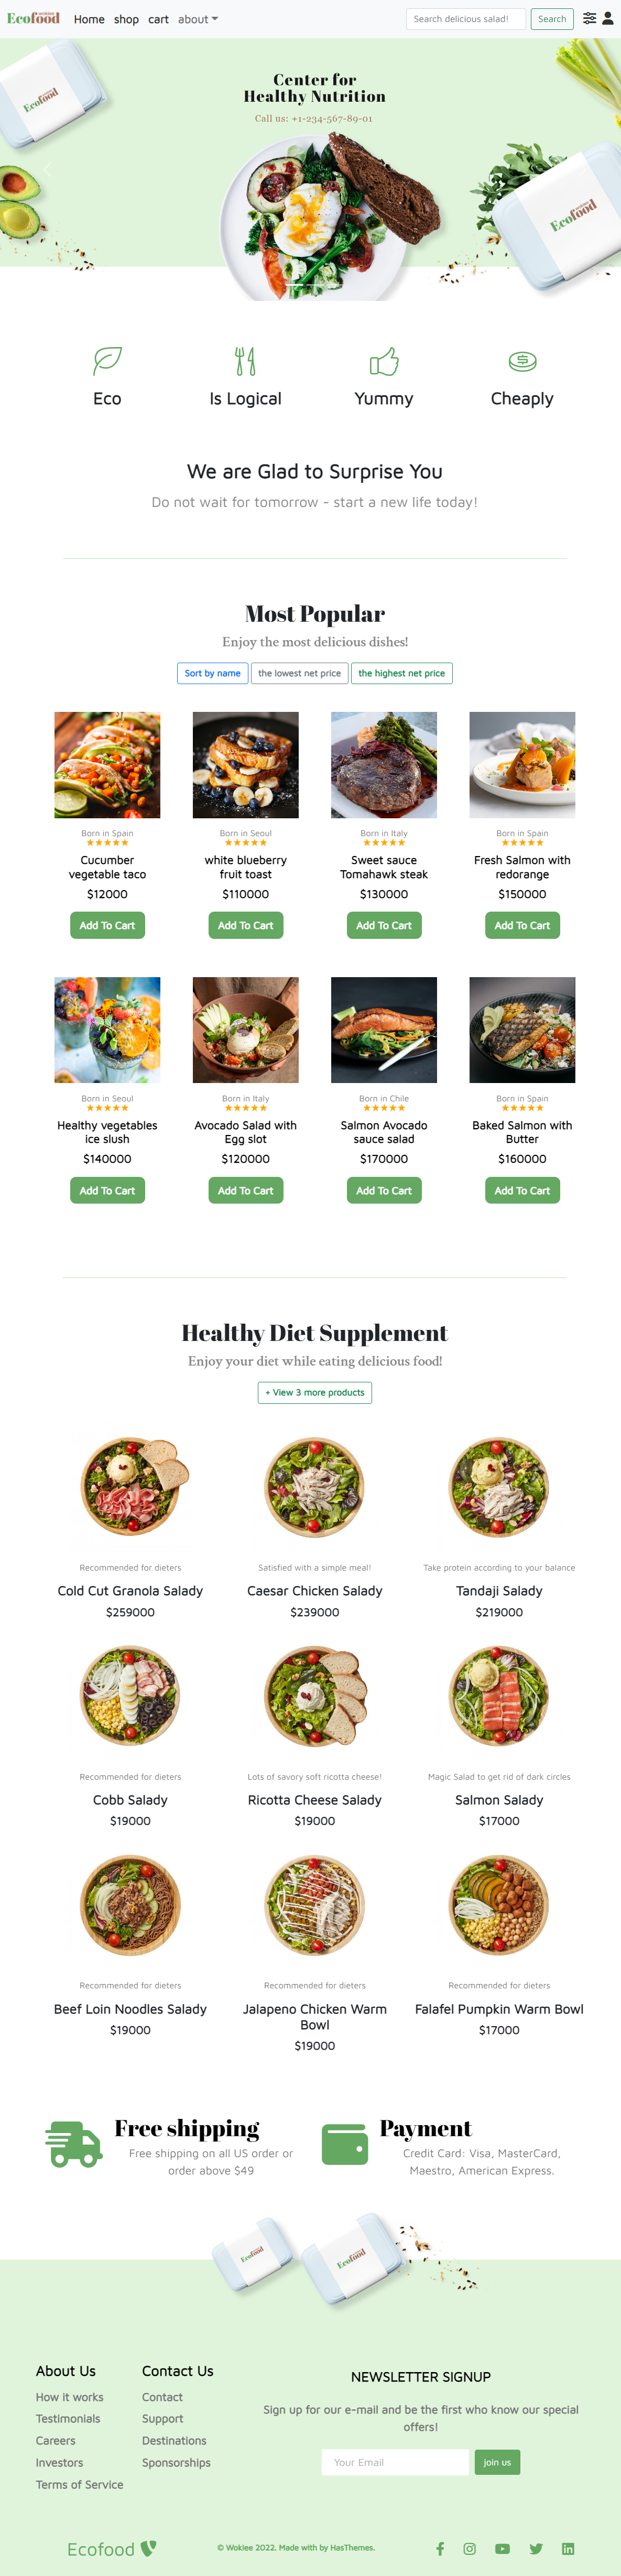 Ecofood Home shop cart about Search delicious salad! Search
Center for
Healthy Nutrition
Call us: +1-234-567-89-01
Ecofood
Ecofood
Eco
Is Logical
Yummy
Cheaply
We are Glad to Surprise You
Do not wait for tomorrow - start a new life today!
Most Popular
Enjoy the most delicious dishes!
Sort by name the lowest net price the highest net price
Born in Spain
Cucumber
vegetable taco
$12000
Add To Cart
Born in Seoul
white blueberry
fruit toast
$110000
Add To Cart
Born in Italy
Sweet sauce
Tomahawk steak
$130000
Add To Cart
Born in Spain
Fresh Salmon with
redorange
$150000
Add To Cart
Born in Seoul
Healthy vegetables
ice slush
$140000
Add To Cart
Born in Italy
Avocado Salad with
Egg slot
$120000
Add To Cart
Born in Chile
Salmon Avocado
sauce salad
$170000
Add To Cart
Born in Spain
Baked Salmon with
Butter
$160000
Add To Cart
Healthy Diet Supplement
Enjoy your diet while eating delicious food!
+ View 3 more products
Recommended for dieters
Cold Cut Granola Salady
$259000
Satisfied with a simple meal!
Caesar Chicken Salady
$239000
Take protein according to your balance
Tandaji Salady
$219000
Recommended for dieters
Cobb Salady
$19000
Lots of savory soft ricotta cheese!
Ricotta Cheese Salady
$19000
Magic Salad to get rid of dark circles
Salmon Salady
$17000
Recommended for dieters
Beef Loin Noodles Salady
$19000
Recommended for dieters
Jalapeno Chicken Warm
Bowl
$19000
Recommended for dieters
Falafel Pumpkin Warm Bowl
$17000
Free shipping
Free shipping on all US order or
order above $49
Payment
Credit Card: Visa, MasterCard,
Maestro, American Express.
Ecofood
Ecofood
About Us
How it works
Testimonials
Careers
Investors
Terms of Service
Contact Us
Contact
Support
Destinations
Sponsorships
NEWSLETTER SIGNUP
Sign up for our e-mail and be the first who know our special
offers!
Your Email
join us
Ecofood
© Wokiee 2022. Made with by HasThemes.